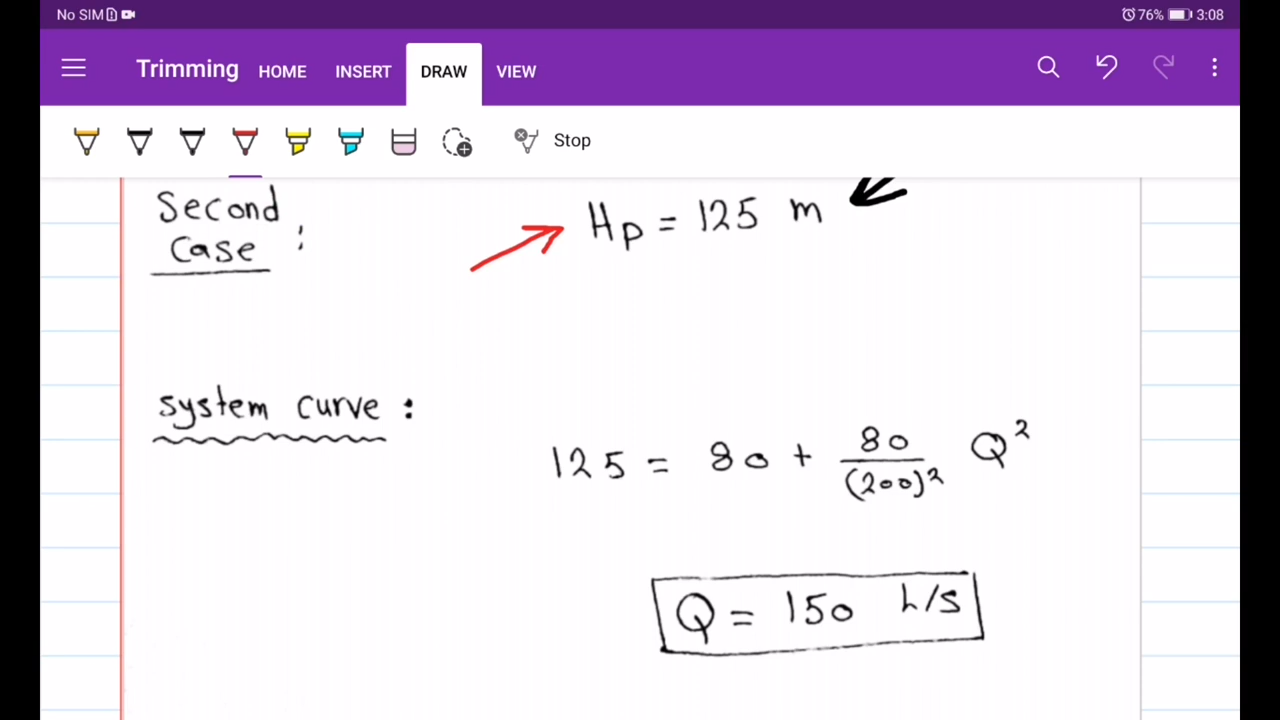 No SIM 76% 3:08
Trimming HOME INSERT DRAW VIEW
Stop
Second
Case :
Hp = 125 m
system curve :
125 = 80 + 80/(200)² Q²
Q = 150 L/s